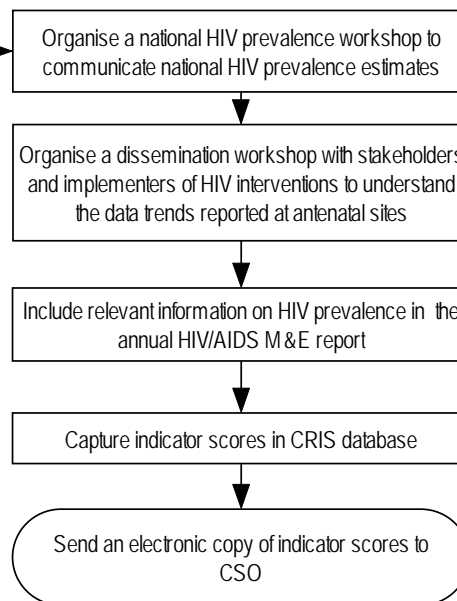 Organise a national HIV prevalence workshop to
communicate national HIV prevalence estimates
Organise a dissemination workshop with stakeholders
and implementers of HIV interventions to understand
the data trends reported at antenatal sites
Include relevant information on HIV prevalence in the
annual HIV/AIDS M&E report
Capture indicator scores in CRIS database
Send an electronic copy of indicator scores to
CSO